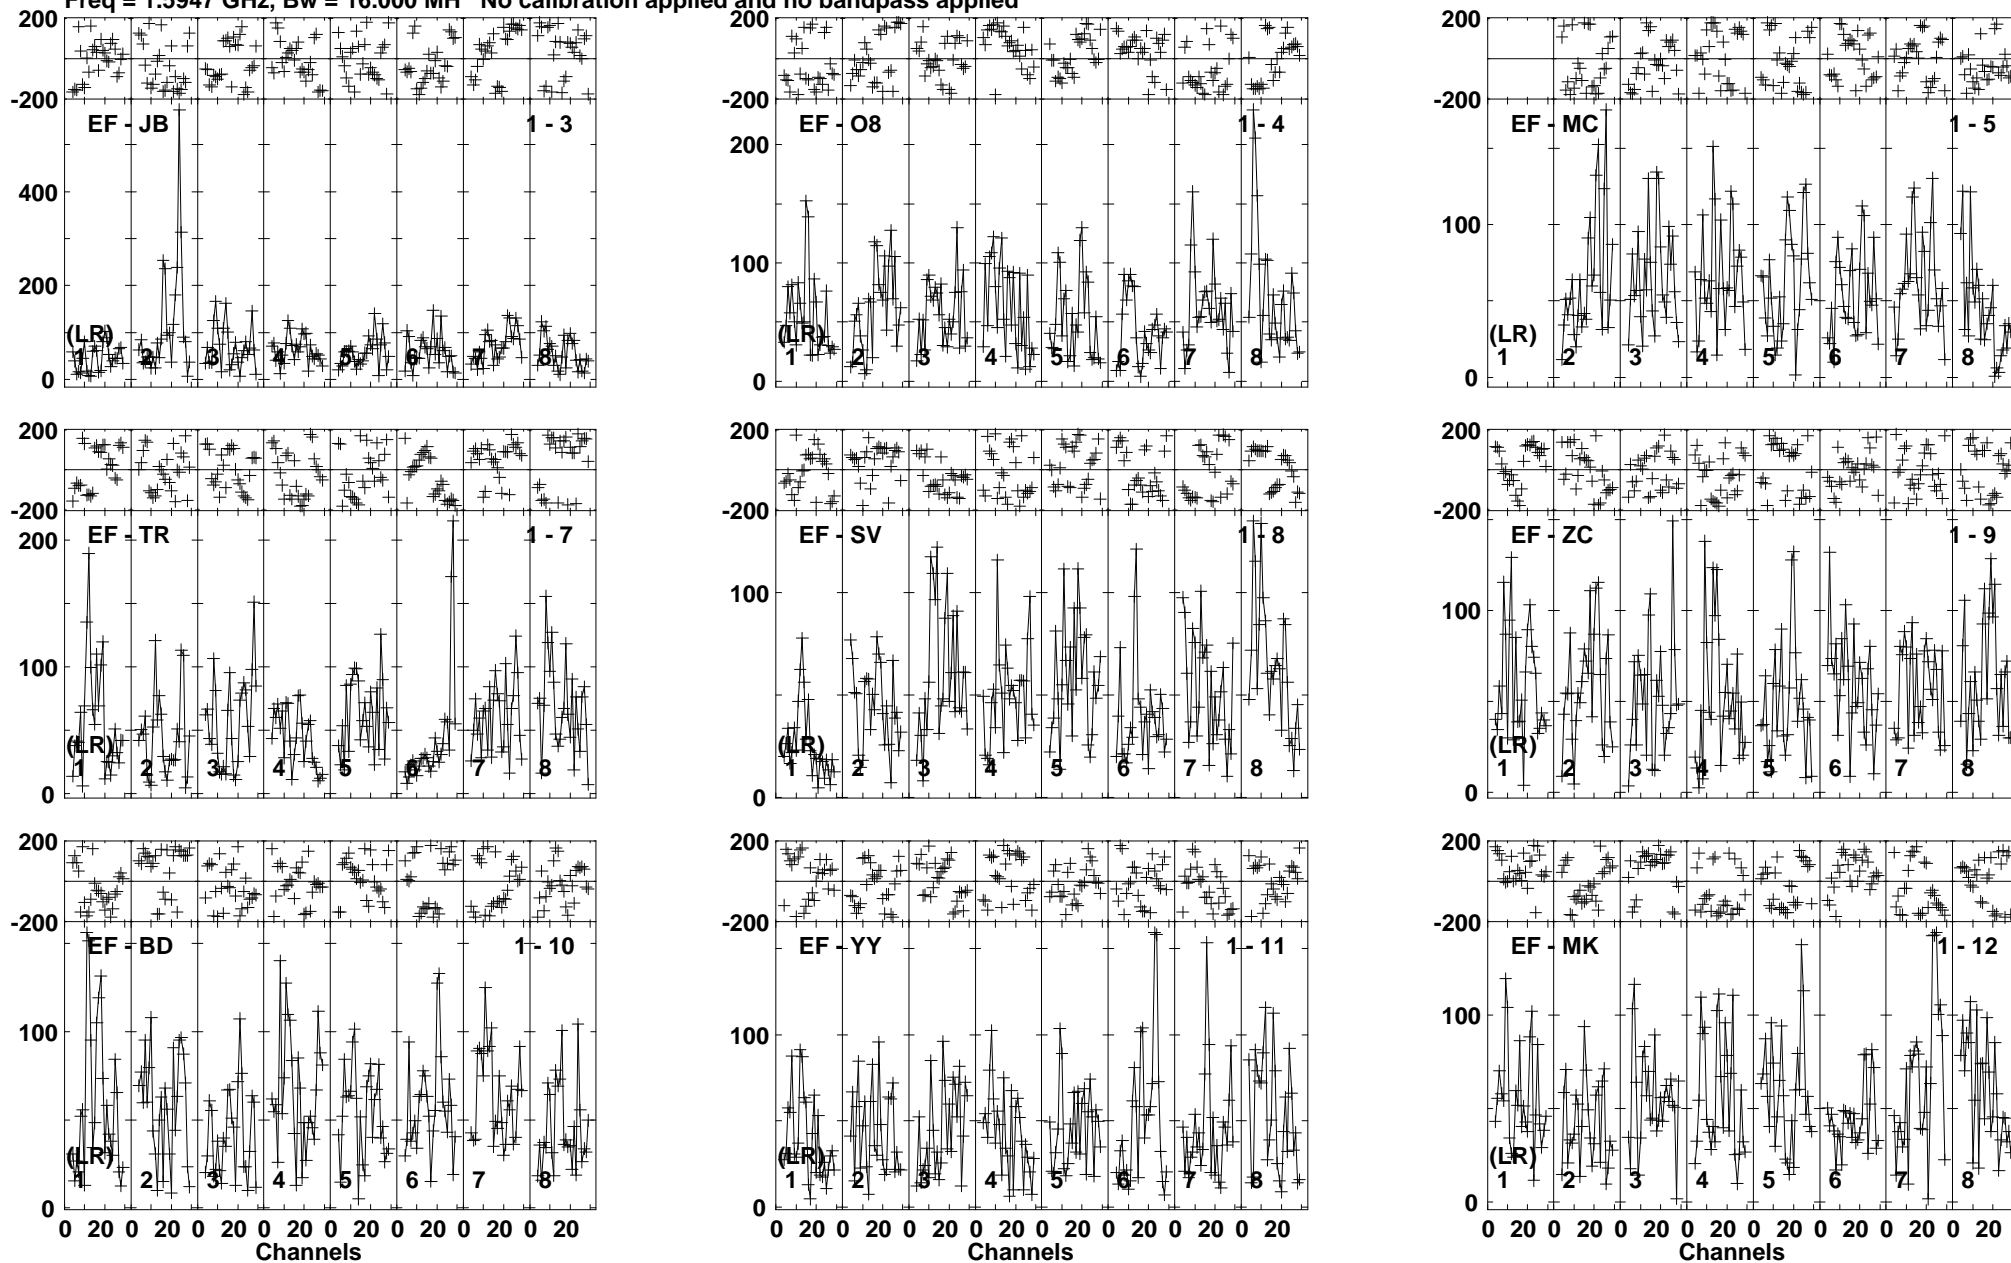 Freq = 1.5947 GHz, Bw = 16.000 MH No calibration applied and no bandpass applied
200 200 200
-200 -200 -200
EF - JB 1 - 3 EF - O8 1 - 4 EF - MC 1 - 5
400 200
200 100 100
(LR) (LR) (LR)
1 2 3 4 5 6 7 8 1 2 3 4 5 6 7 8 1 2 3 4 5 6 7 8
0 0 0
200 200 200
-200 -200 -200
EF - TR 1 - 7 EF - SV 1 - 8 EF - ZC 1 - 9
200
100 100 100
(LR) (LR) (LR)
1 2 3 4 5 6 7 8 1 2 3 4 5 6 7 8 1 2 3 4 5 6 7 8
0 0 0
200 200 200
-200 -200 -200
EF - BD 1 - 10 EF - YY 1 - 11 EF - MK 1 - 12
100 100 100
(LR) (LR) (LR)
1 2 3 4 5 6 7 8 1 2 3 4 5 6 7 8 1 2 3 4 5 6 7 8
0 0 0
0 20 0 20 0 20 0 20 0 20 0 20 0 20 0 20 0 20 0 20 0 20 0 20 0 20 0 20 0 20 0 20 0 20 0 20 0 20 0 20 0 20 0 20 0 20 0 20
Channels Channels Channels